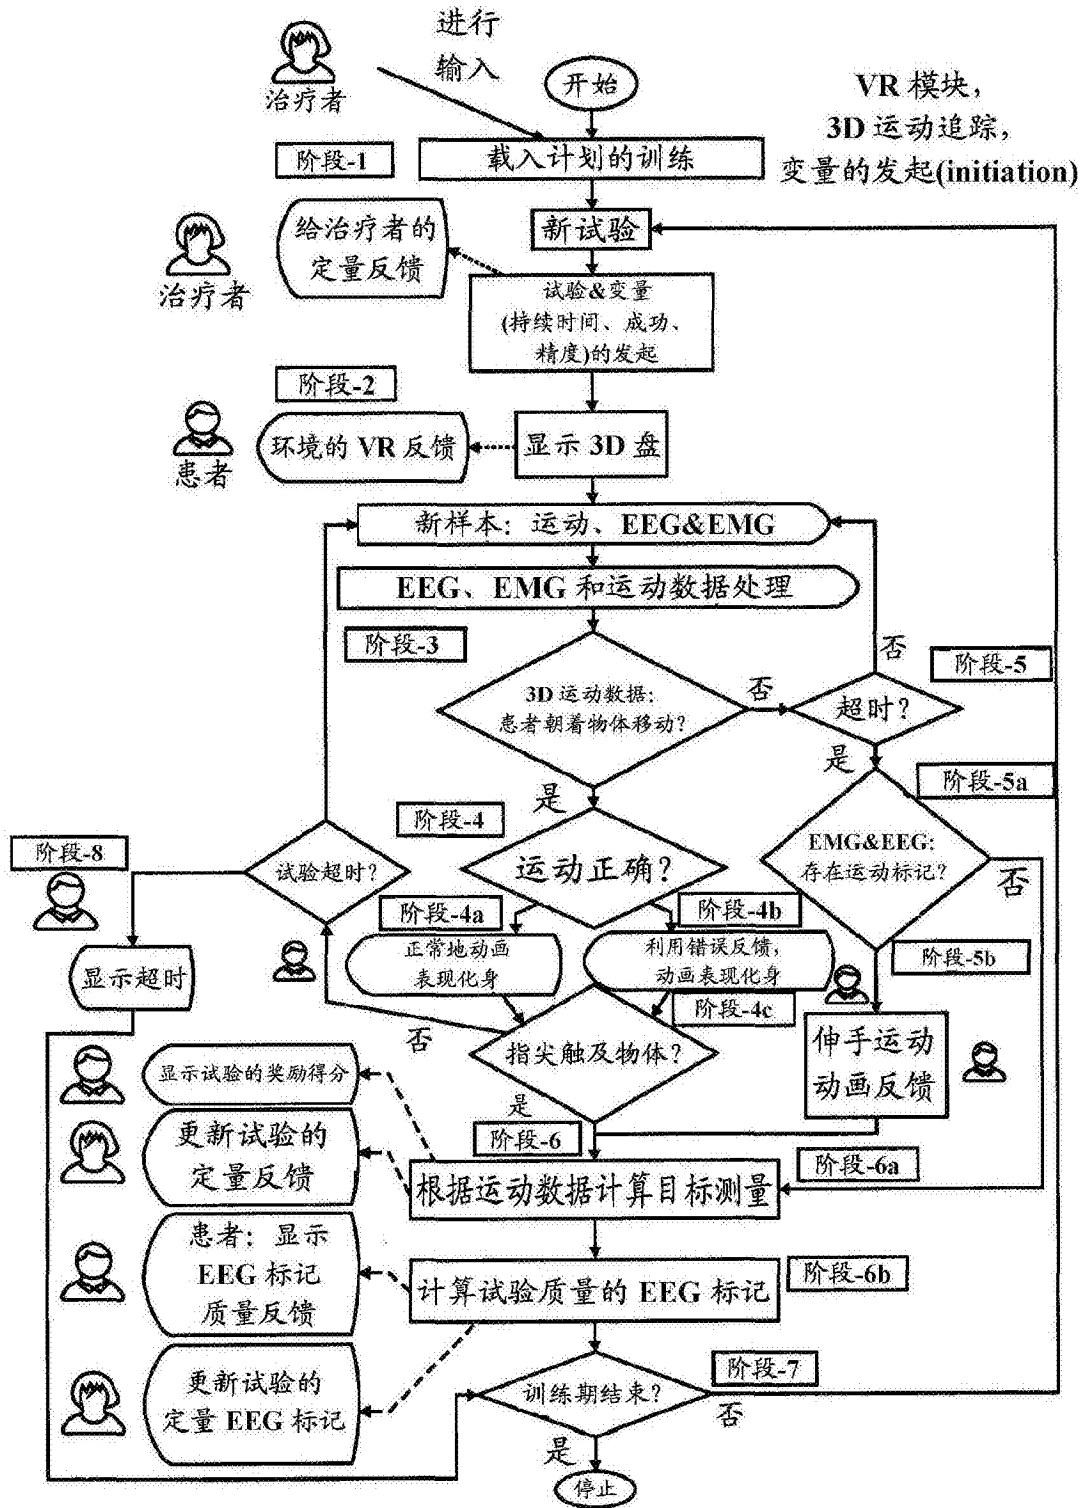 进行
输入
治疗者
开始
VR 模块，
3D 运动追踪，
变量的发起(initiation)
阶段-1
载入计划的训练
给治疗者的
定量反馈
新试验
治疗者
试验&变量
(持续时间、成功、
精度)的发起
阶段-2
患者
环境的 VR 反馈
显示 3D 盘
新样本：运动、EEG&EMG
EEG、EMG 和运动数据处理
阶段-3
否
阶段-5
3D 运动数据：
患者朝着物体移动？
否
超时？
是
是
阶段-5a
阶段-4
阶段-8
试验超时？
运动正确？
EMG&EEG：
存在运动标记？
否
阶段-4a
阶段-4b
正常地动画
表现化身
利用错误反馈，
动画表现化身
阶段-5b
显示超时
阶段-4c
否
指尖触及物体？
伸手运动
动画反馈
显示试验的奖励得分
是
阶段-6
更新试验的
定量反馈
阶段-6a
根据运动数据计算目标测量
患者：显示
EEG 标记
质量反馈
计算试验质量的 EEG 标记
阶段-6b
阶段-7
更新试验的
定量 EEG 标记
训练期结束？
否
是
停止